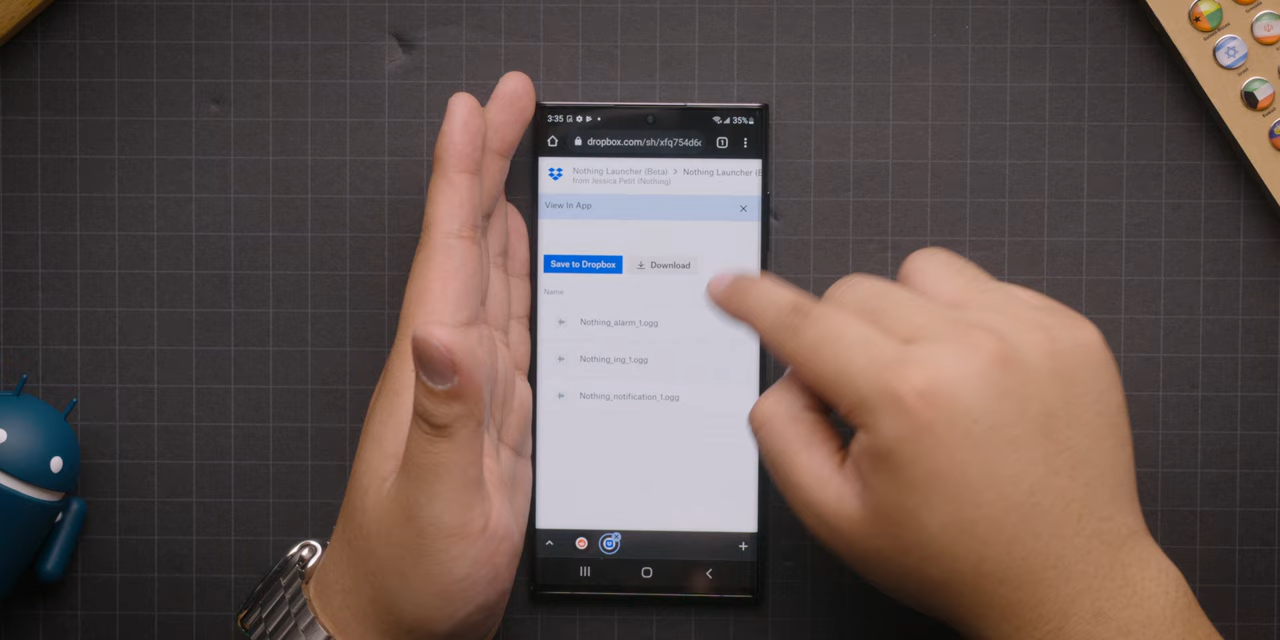 3:35
35%
dropbox.com/sh/xfq754d6
1
Nothing Launcher (Beta) > Nothing Launcher (
from Jessica Petit (Nothing)
View In App
Save to Dropbox
Download
Name
Nothing_alarm_1.ogg
Nothing_ing_1.ogg
Nothing_notification_1.ogg